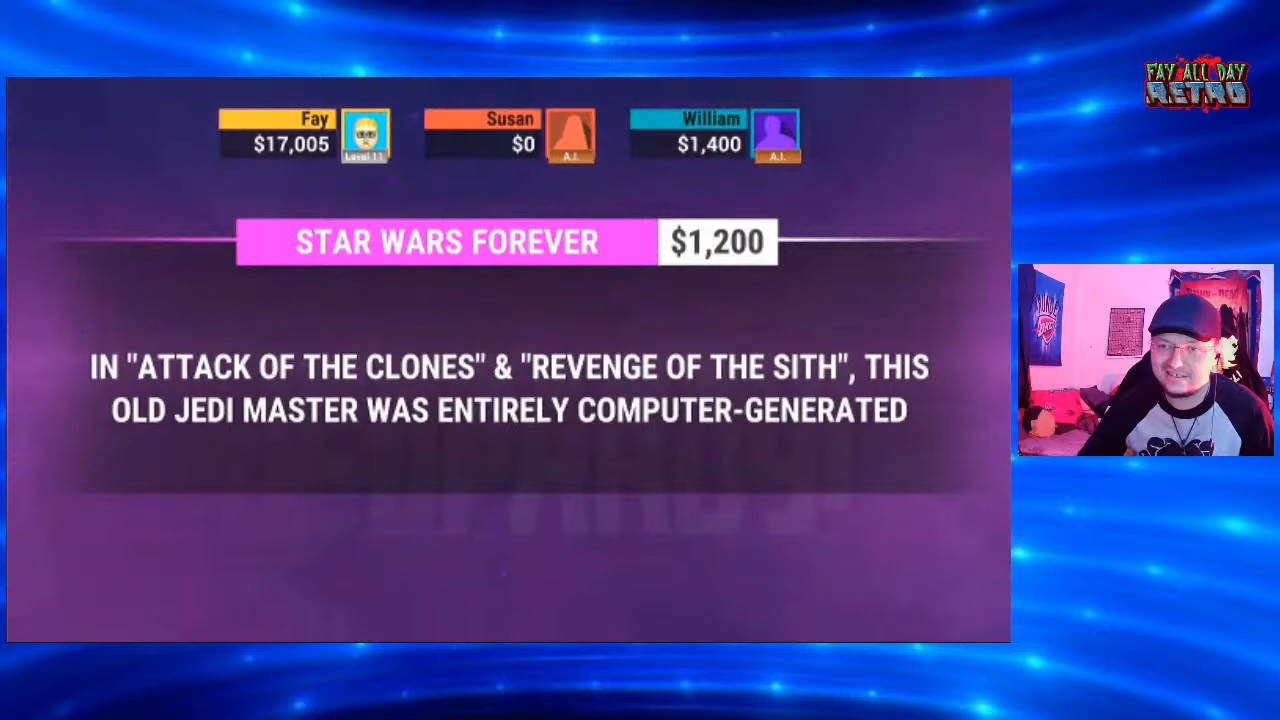 FAY ALL DAY
RETRO
Fay
$17,005
Level 11
Susan
$0
A.I.
William
$1,400
A.I.
STAR WARS FOREVER
$1,200
IN "ATTACK OF THE CLONES" & "REVENGE OF THE SITH", THIS
OLD JEDI MASTER WAS ENTIRELY COMPUTER-GENERATED